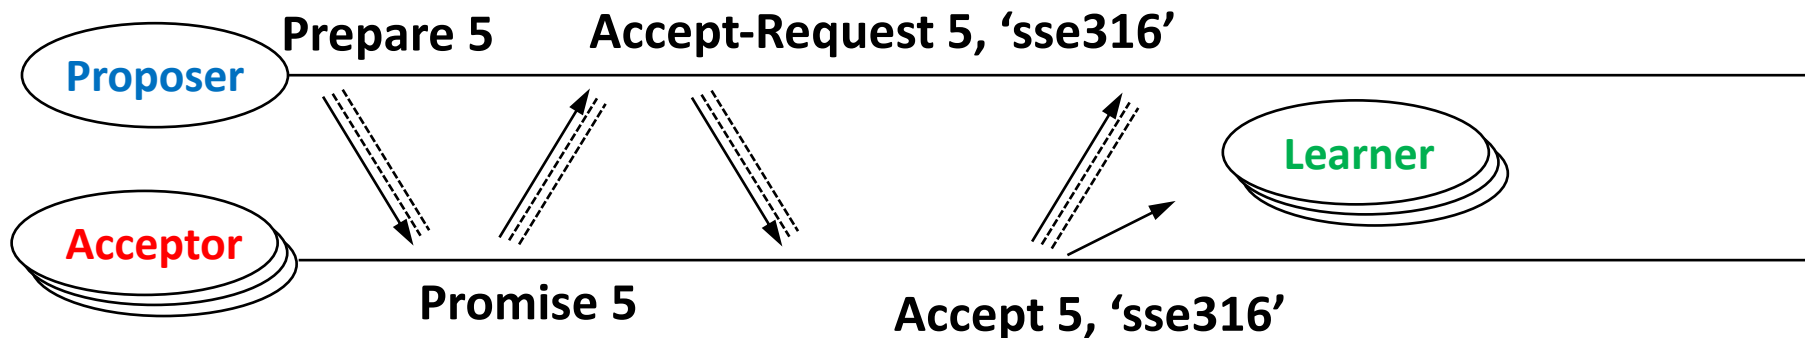 Prepare 5
Accept-Request 5, ‘sse316’
Proposer
Learner
Acceptor
Promise 5
Accept 5, ‘sse316’